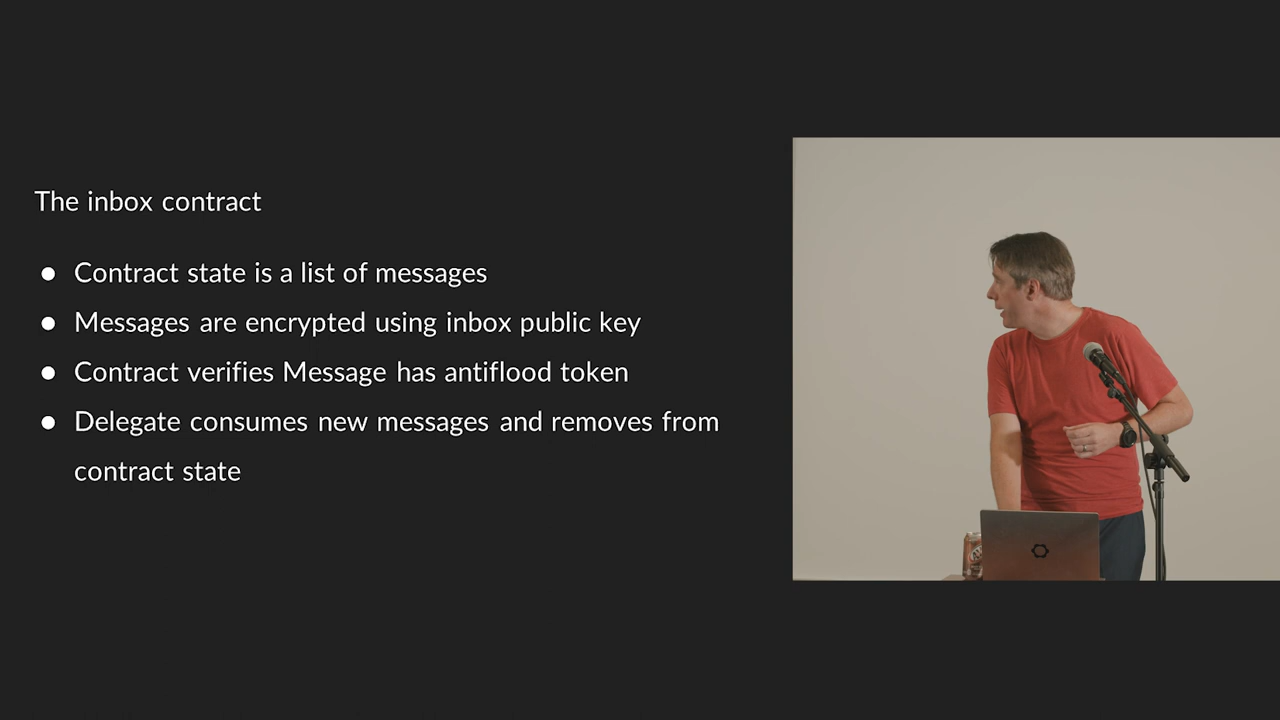 The inbox contract
● Contract state is a list of messages
● Messages are encrypted using inbox public key
● Contract verifies Message has antiflood token
● Delegate consumes new messages and removes from
contract state